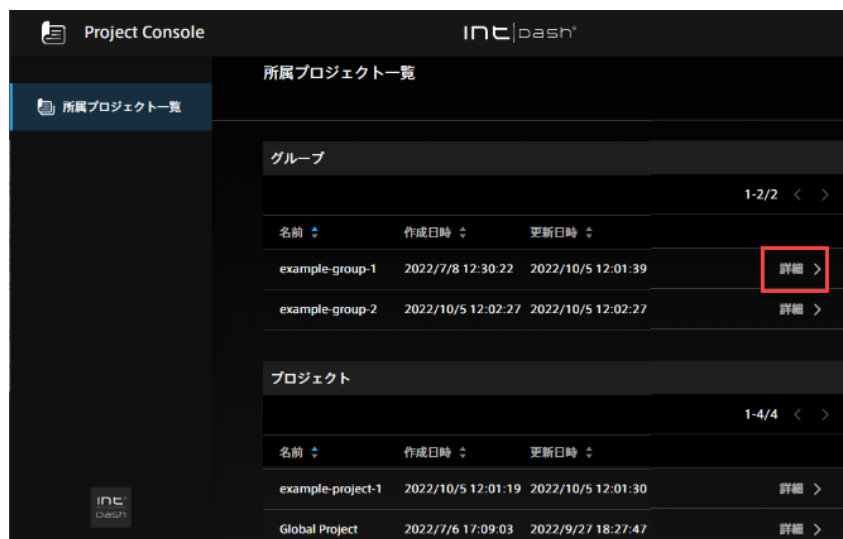 Project Console
intdash®
所属プロジェクト一覧
所属プロジェクト一覧
グループ
1-2/2
名前 作成日時 更新日時
example-group-1 2022/7/8 12:30:22 2022/10/5 12:01:39 詳細
example-group-2 2022/10/5 12:02:27 2022/10/5 12:02:27 詳細
プロジェクト
1-4/4
名前 作成日時 更新日時
example-project-1 2022/10/5 12:01:19 2022/10/5 12:01:30 詳細
Global Project 2022/7/6 17:09:03 2022/9/27 18:27:47 詳細
int
dash